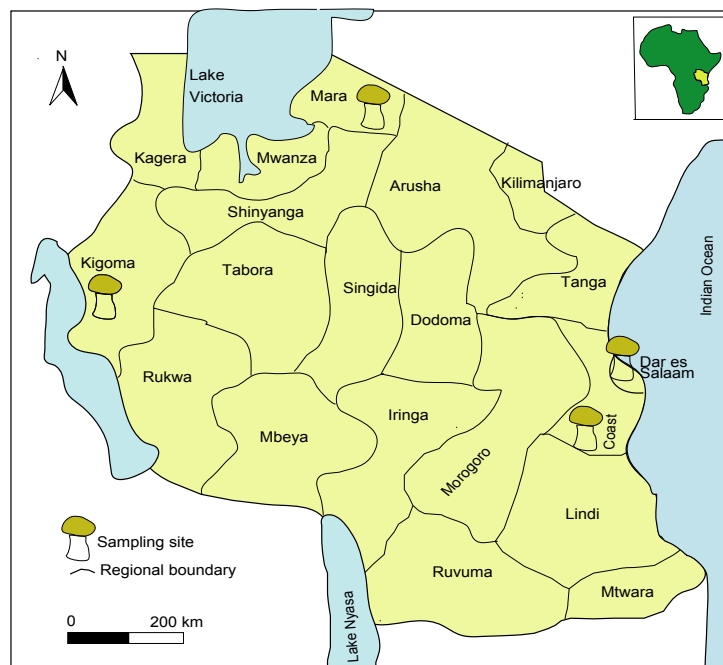 N
Lake
Victoria
Mara
Kagera
Mwanza
Arusha
Kilimanjaro
Shinyanga
Indian Ocean
Kigoma
Tabora
Singida
Tanga
Dodoma
Dar es
Salaam
Rukwa
Iringa
Mbeya
Coast
Morogoro
Lindi
Sampling site
Regional boundary
Ruvuma
Mtwara
Lake Nyasa
0 200 km